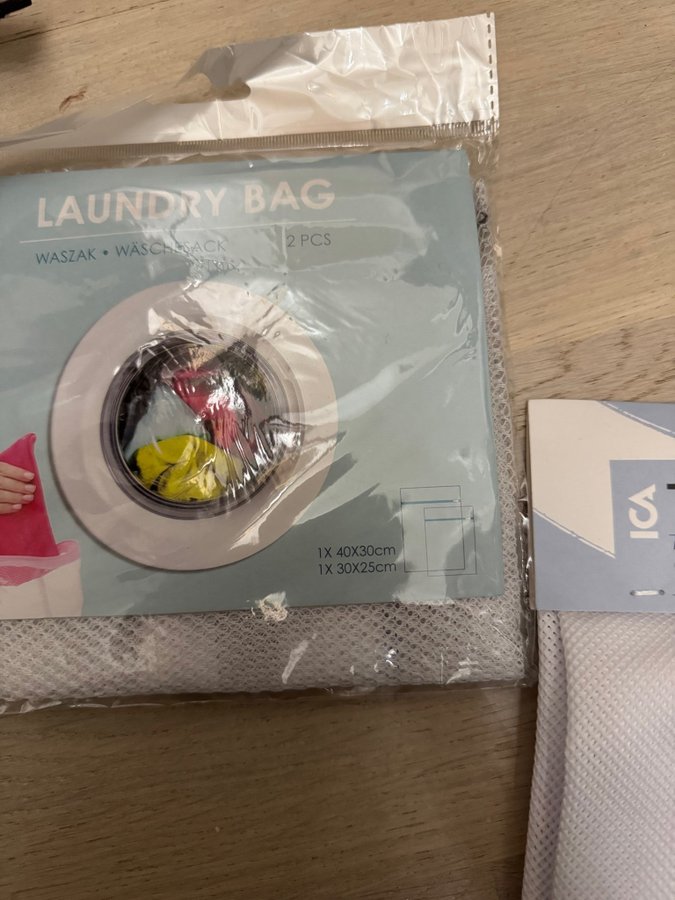 LAUNDRY BAG
WASZAK • WÄSCHESACK
2 PCS
1X 40X30cm
1X 30X25cm
ICA